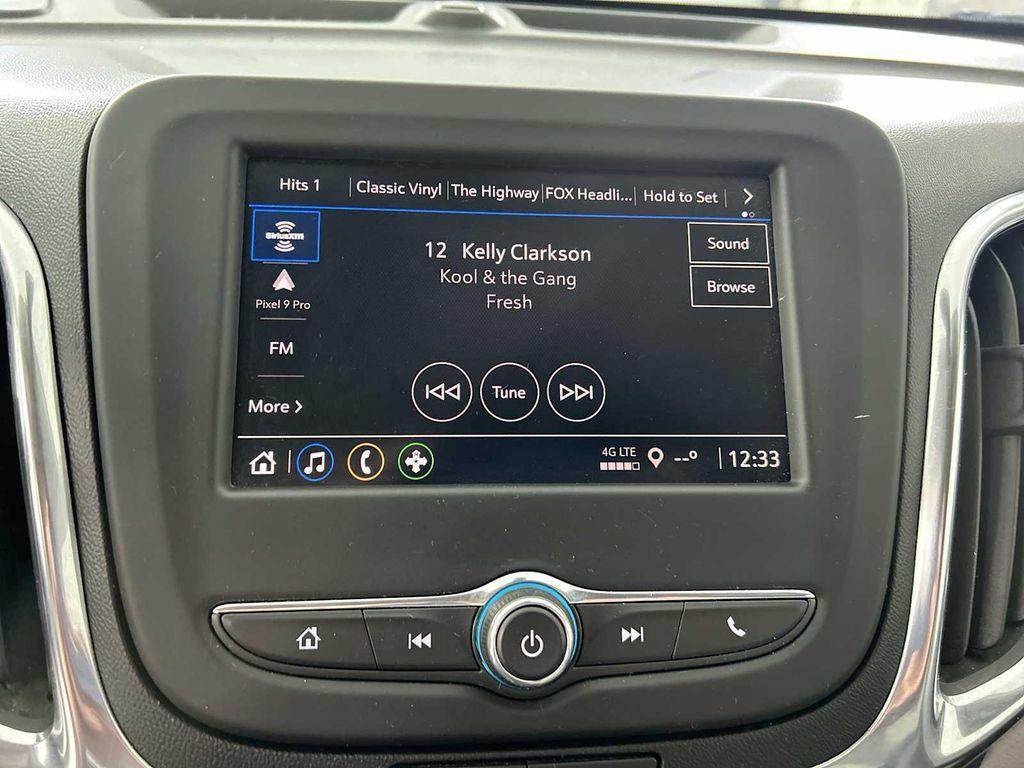 Hits 1
Classic Vinyl
The Highway
FOX Headli...
Hold to Set
SiriusXM
12 Kelly Clarkson
Sound
Kool & the Gang
Browse
Pixel 9 Pro
Fresh
FM
Tune
More
4G LTE
--°
12:33